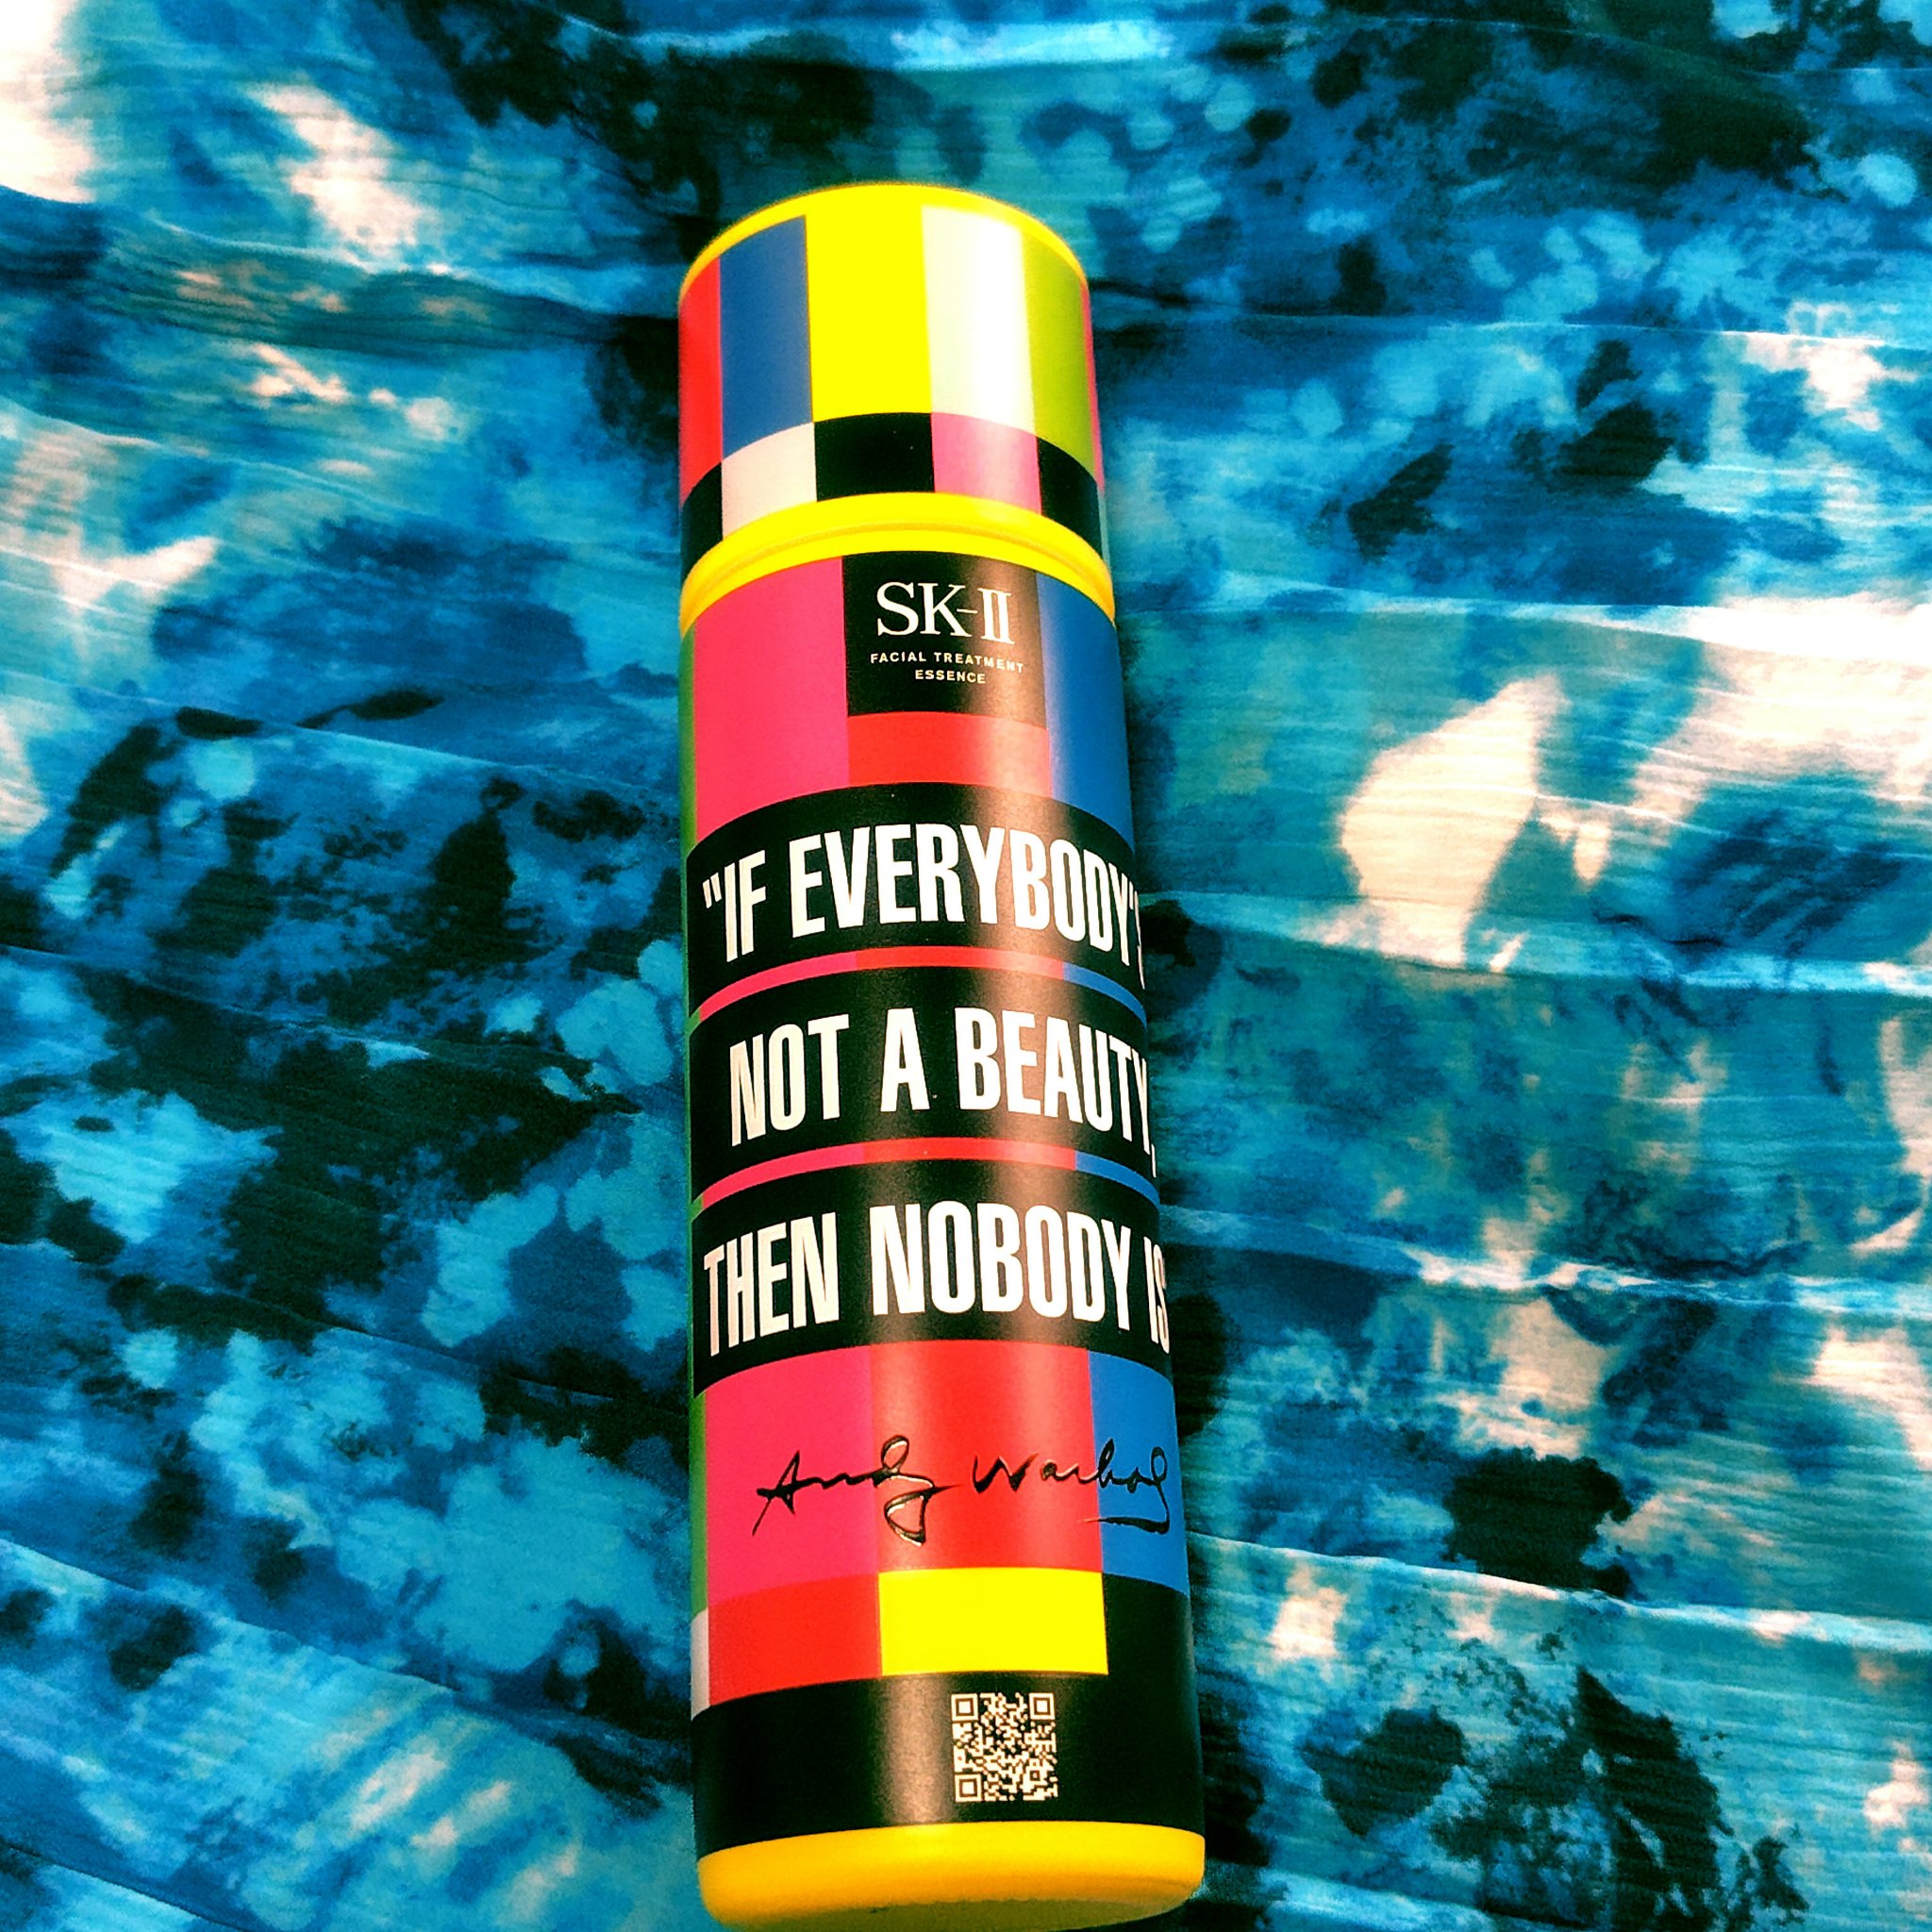 SK-II
FACIAL TREATMENT
ESSENCE
"IF EVERYBODY'S
NOT A BEAUTY,
THEN NOBODY IS
Andy Warhol